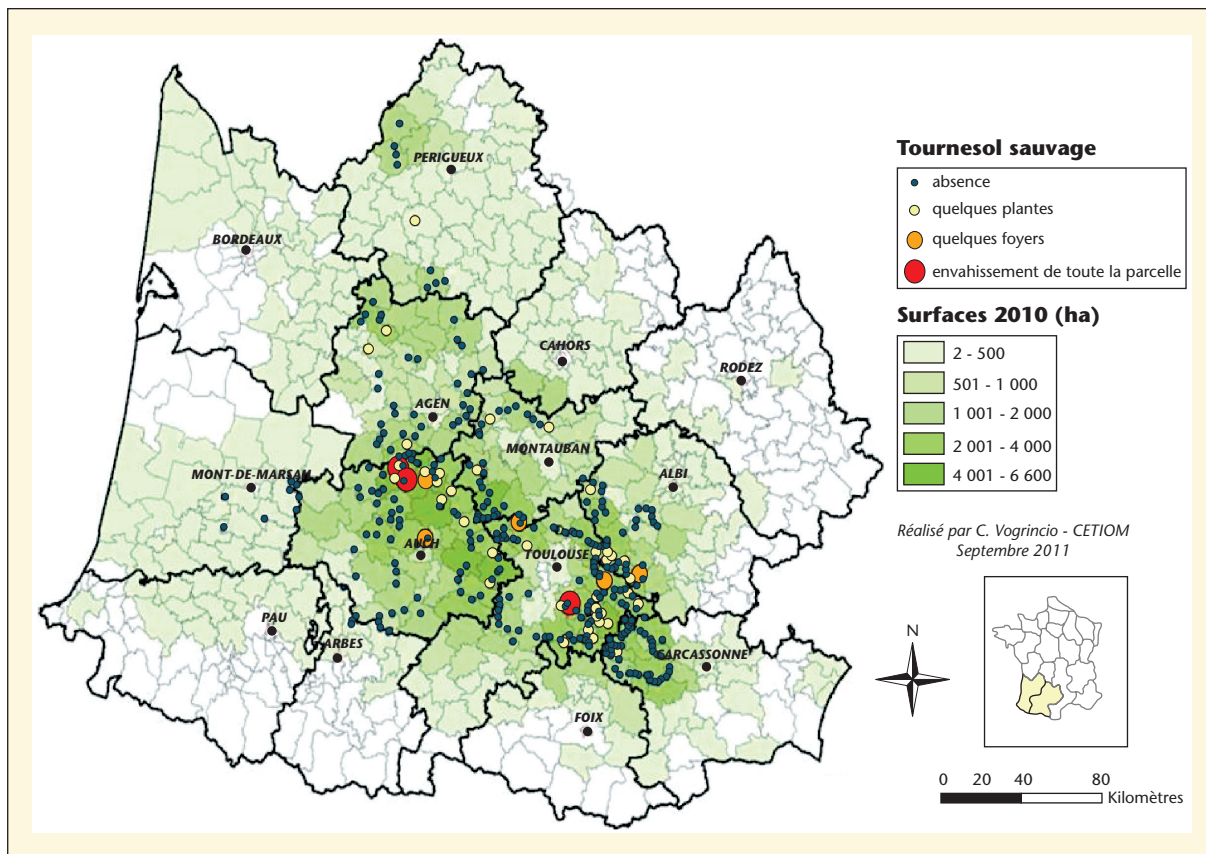 PERIGUEUX
BORDEAUX
CAHORS
RODEZ
AGEN
MONTAUBAN
MONT-DE-MARSAN
ALBI
AUCH
TOULOUSE
PAU
TARBES
CARCASSONNE
FOIX
Tournesol sauvage
absence
quelques plantes
quelques foyers
envahissement de toute la parcelle
Surfaces 2010 (ha)
2 - 500
501 - 1 000
1 001 - 2 000
2 001 - 4 000
4 001 - 6 600
Réalisé par C. Vogrincio - CETIOM
Septembre 2011
N
0 20 40 80
Kilomètres